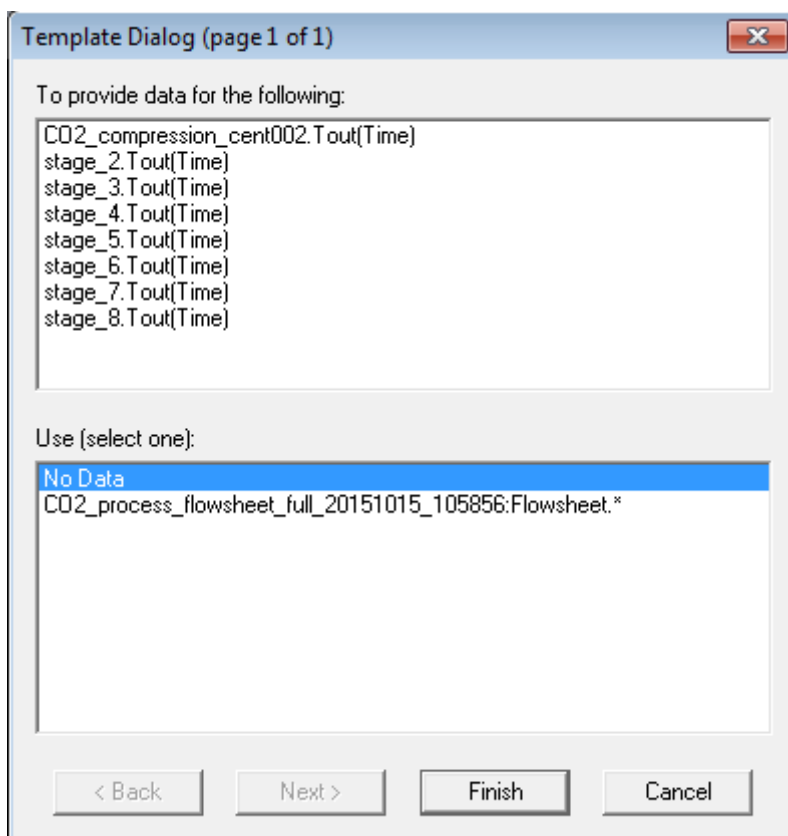 Template Dialog (page 1 of 1)
To provide data for the following:
CO2_compression_cent002.Tout(Time)
stage_2.Tout(Time)
stage_3.Tout(Time)
stage_4.Tout(Time)
stage_5.Tout(Time)
stage_6.Tout(Time)
stage_7.Tout(Time)
stage_8.Tout(Time)
Use (select one):
No Data
CO2_process_flowsheet_full_20151015_105856:Flowsheet.*
< Back Next > Finish Cancel